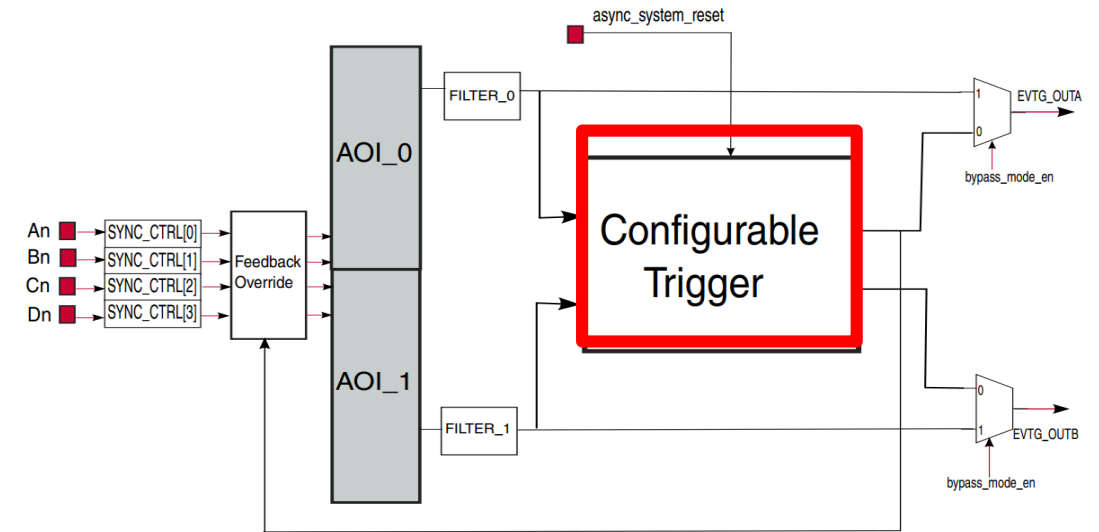 async_system_reset
FILTER_0
1
EVTG_OUTA
0
AOI_0
bypass_mode_en
An
SYNC_CTRL[0]
Bn
SYNC_CTRL[1]
Cn
SYNC_CTRL[2]
Dn
SYNC_CTRL[3]
Feedback
Override
Configurable
Trigger
AOI_1
FILTER_1
0
1
EVTG_OUTB
bypass_mode_en